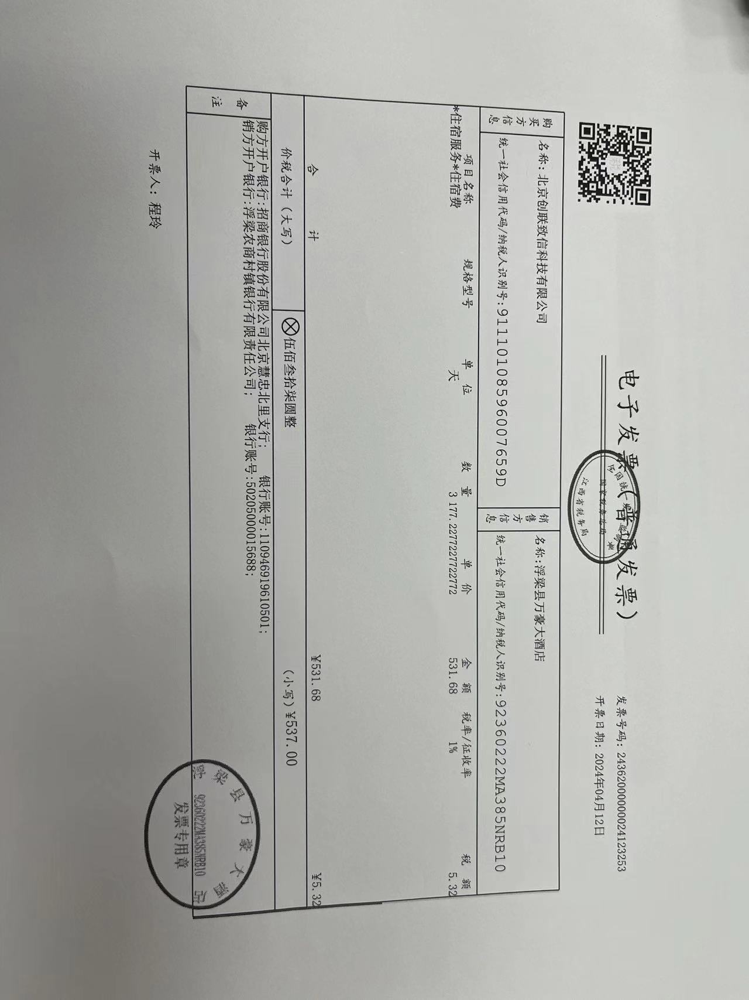 税
电子发票（普通发票）
全国统一发票监制章
国家税务总局
江西省税务局
发票号码：24362000000024123253
开票日期：2024年04月12日
购买方信息
名称：北京创联致信科技有限公司
统一社会信用代码/纳税人识别号：91110108596007659D
销售方信息
名称：浮梁县万豪大酒店
统一社会信用代码/纳税人识别号：92360222MA385NRB10
项目名称 规格型号 单 位 数 量 单 价 金 额 税率/征收率 税 额
*住宿服务*住宿费 天 3 177.227722772772 531.68 1% 5.32
合 计 ¥531.68 ¥5.32
价税合计（大写） 伍佰叁拾柒圆整 （小写）¥537.00
备注
购方开户银行:招商银行股份有限公司北京慧忠北里支行; 银行账号:110946919610501;
销方开户银行:浮梁农商村镇银行有限责任公司; 银行账号:502050000015688;
浮梁县万豪大酒店
92360222MA385NRB10
发票专用章
开票人：程玲